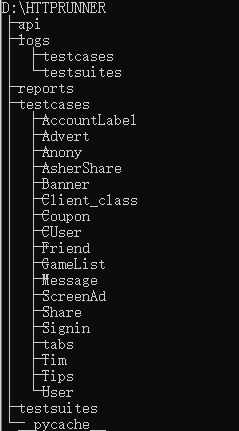 D:\HTTPRUNNER
├─api
├─logs
│  ├─testcases
│  └─testsuites
├─reports
├─testcases
│  ├─AccountLabel
│  ├─Advert
│  ├─Anony
│  ├─AsherShare
│  ├─Banner
│  ├─Client_class
│  ├─Coupon
│  ├─CUser
│  ├─Friend
│  ├─GameList
│  ├─Message
│  ├─ScreenAd
│  ├─Share
│  ├─Signin
│  ├─tabs
│  ├─Tim
│  ├─Tips
│  └─User
├─testsuites
└─__pycache__